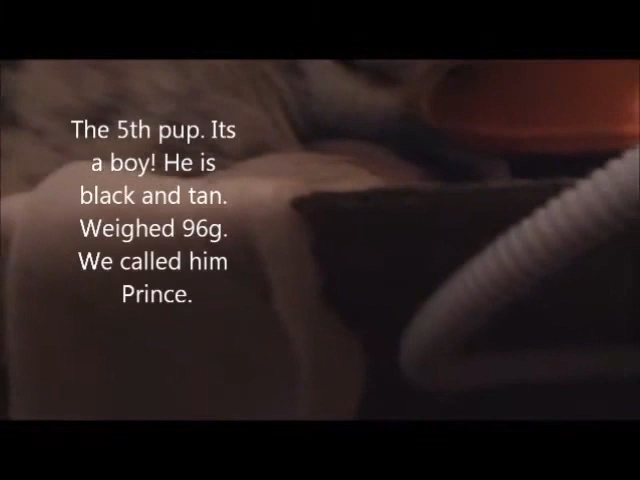 The 5th pup. Its
a boy! He is
black and tan.
Weighed 96g.
We called him
Prince.